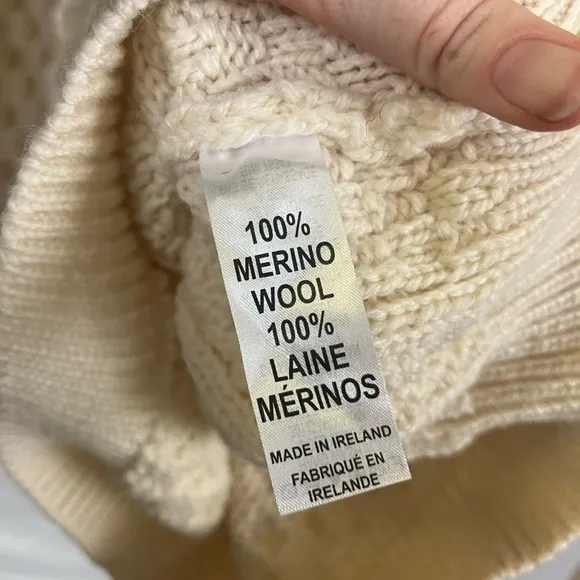 100%
MERINO
WOOL
100%
LAINE
MÉRINOS
MADE IN IRELAND
FABRIQUÉ EN
IRELANDE